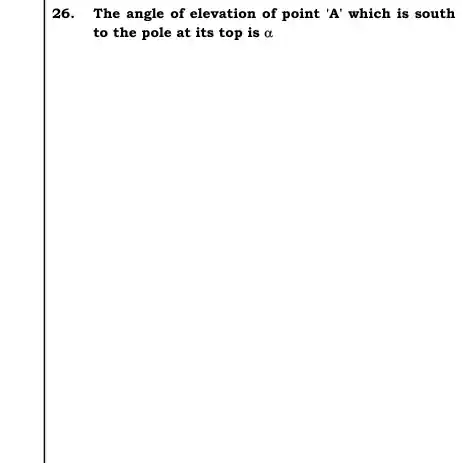 26. The angle of elevation of point 'A' which is south
to the pole at its top is α